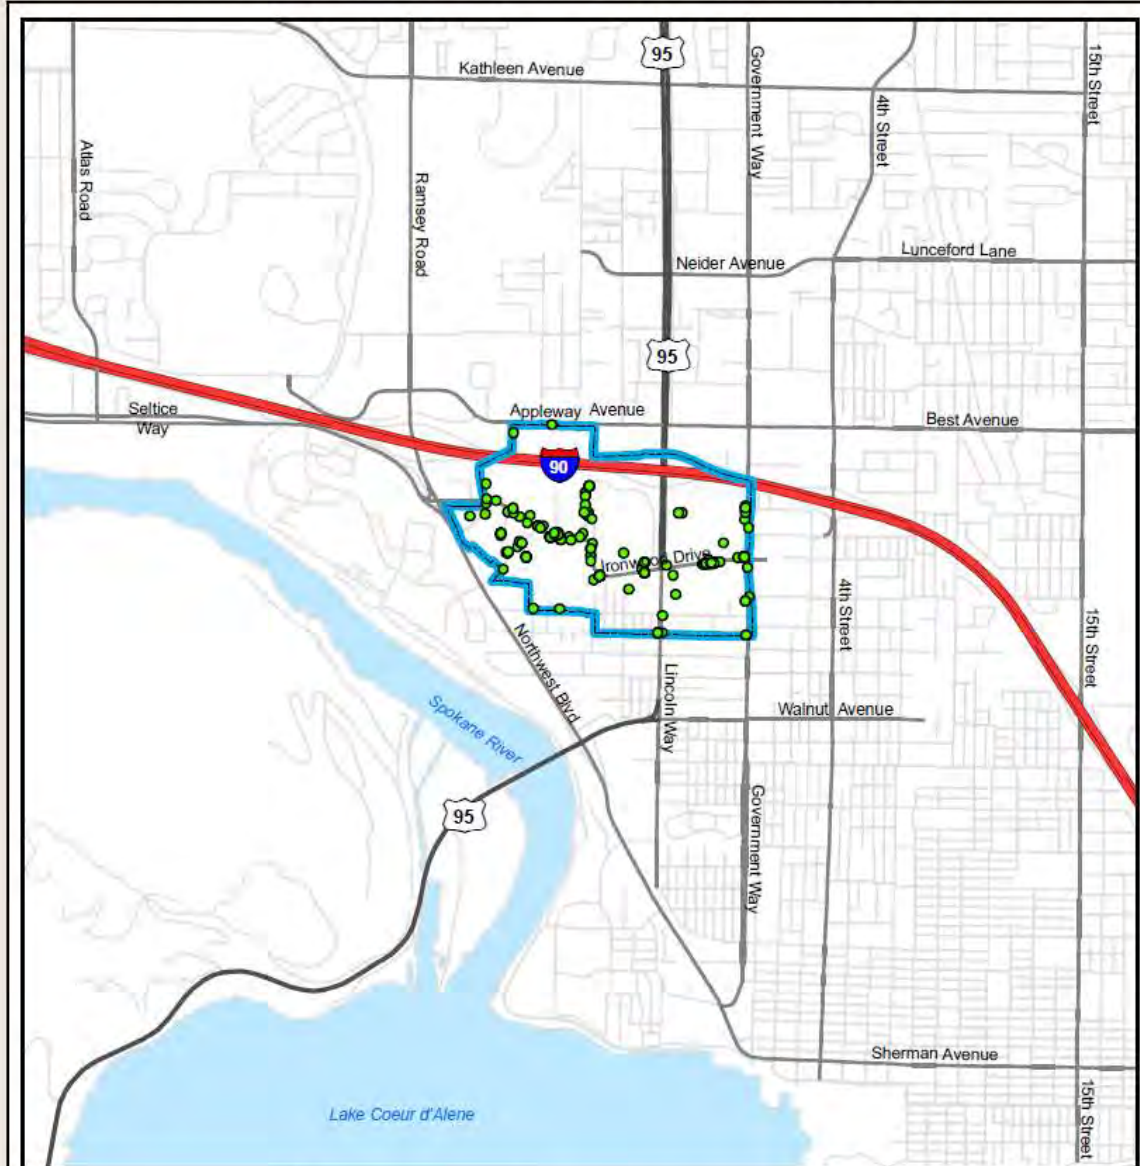 95
Kathleen Avenue
Government Way
15th Street
4th Street
Atlas Road
Ramsey Road
Lunceford Lane
Neider Avenue
95
Seltice
Way
Appleway Avenue
Best Avenue
90
Ironwood Drive
4th Street
15th Street
Northwest Blvd
Lincoln Way
Spokane River
Walnut Avenue
95
Government Way
Sherman Avenue
Lake Coeur d'Alene
15th Street